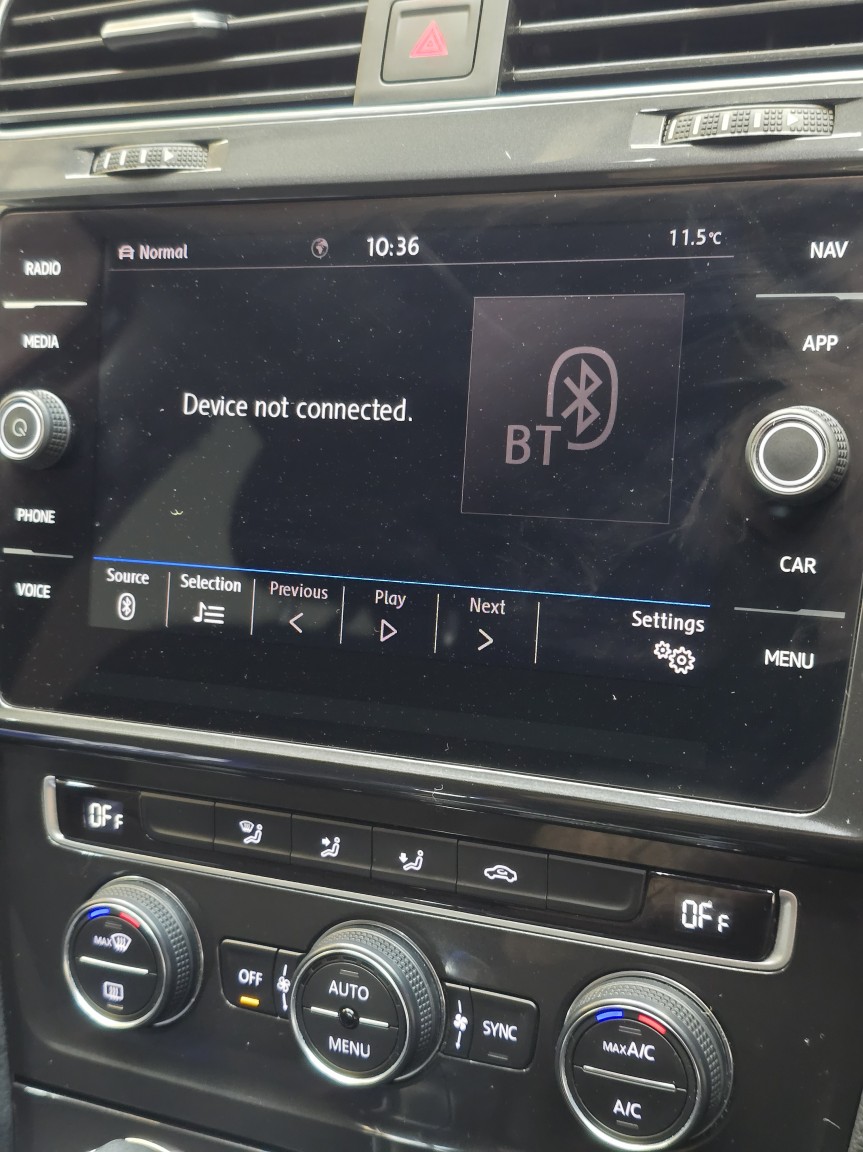 Normal
10:36
11.5°C
RADIO
MEDIA
PHONE
VOICE
NAV
APP
CAR
MENU
Device not connected.
BT
Source
Selection
Previous
Play
Next
Settings
OFF
OFF
MAX
OFF
AUTO
MENU
SYNC
MAX A/C
A/C